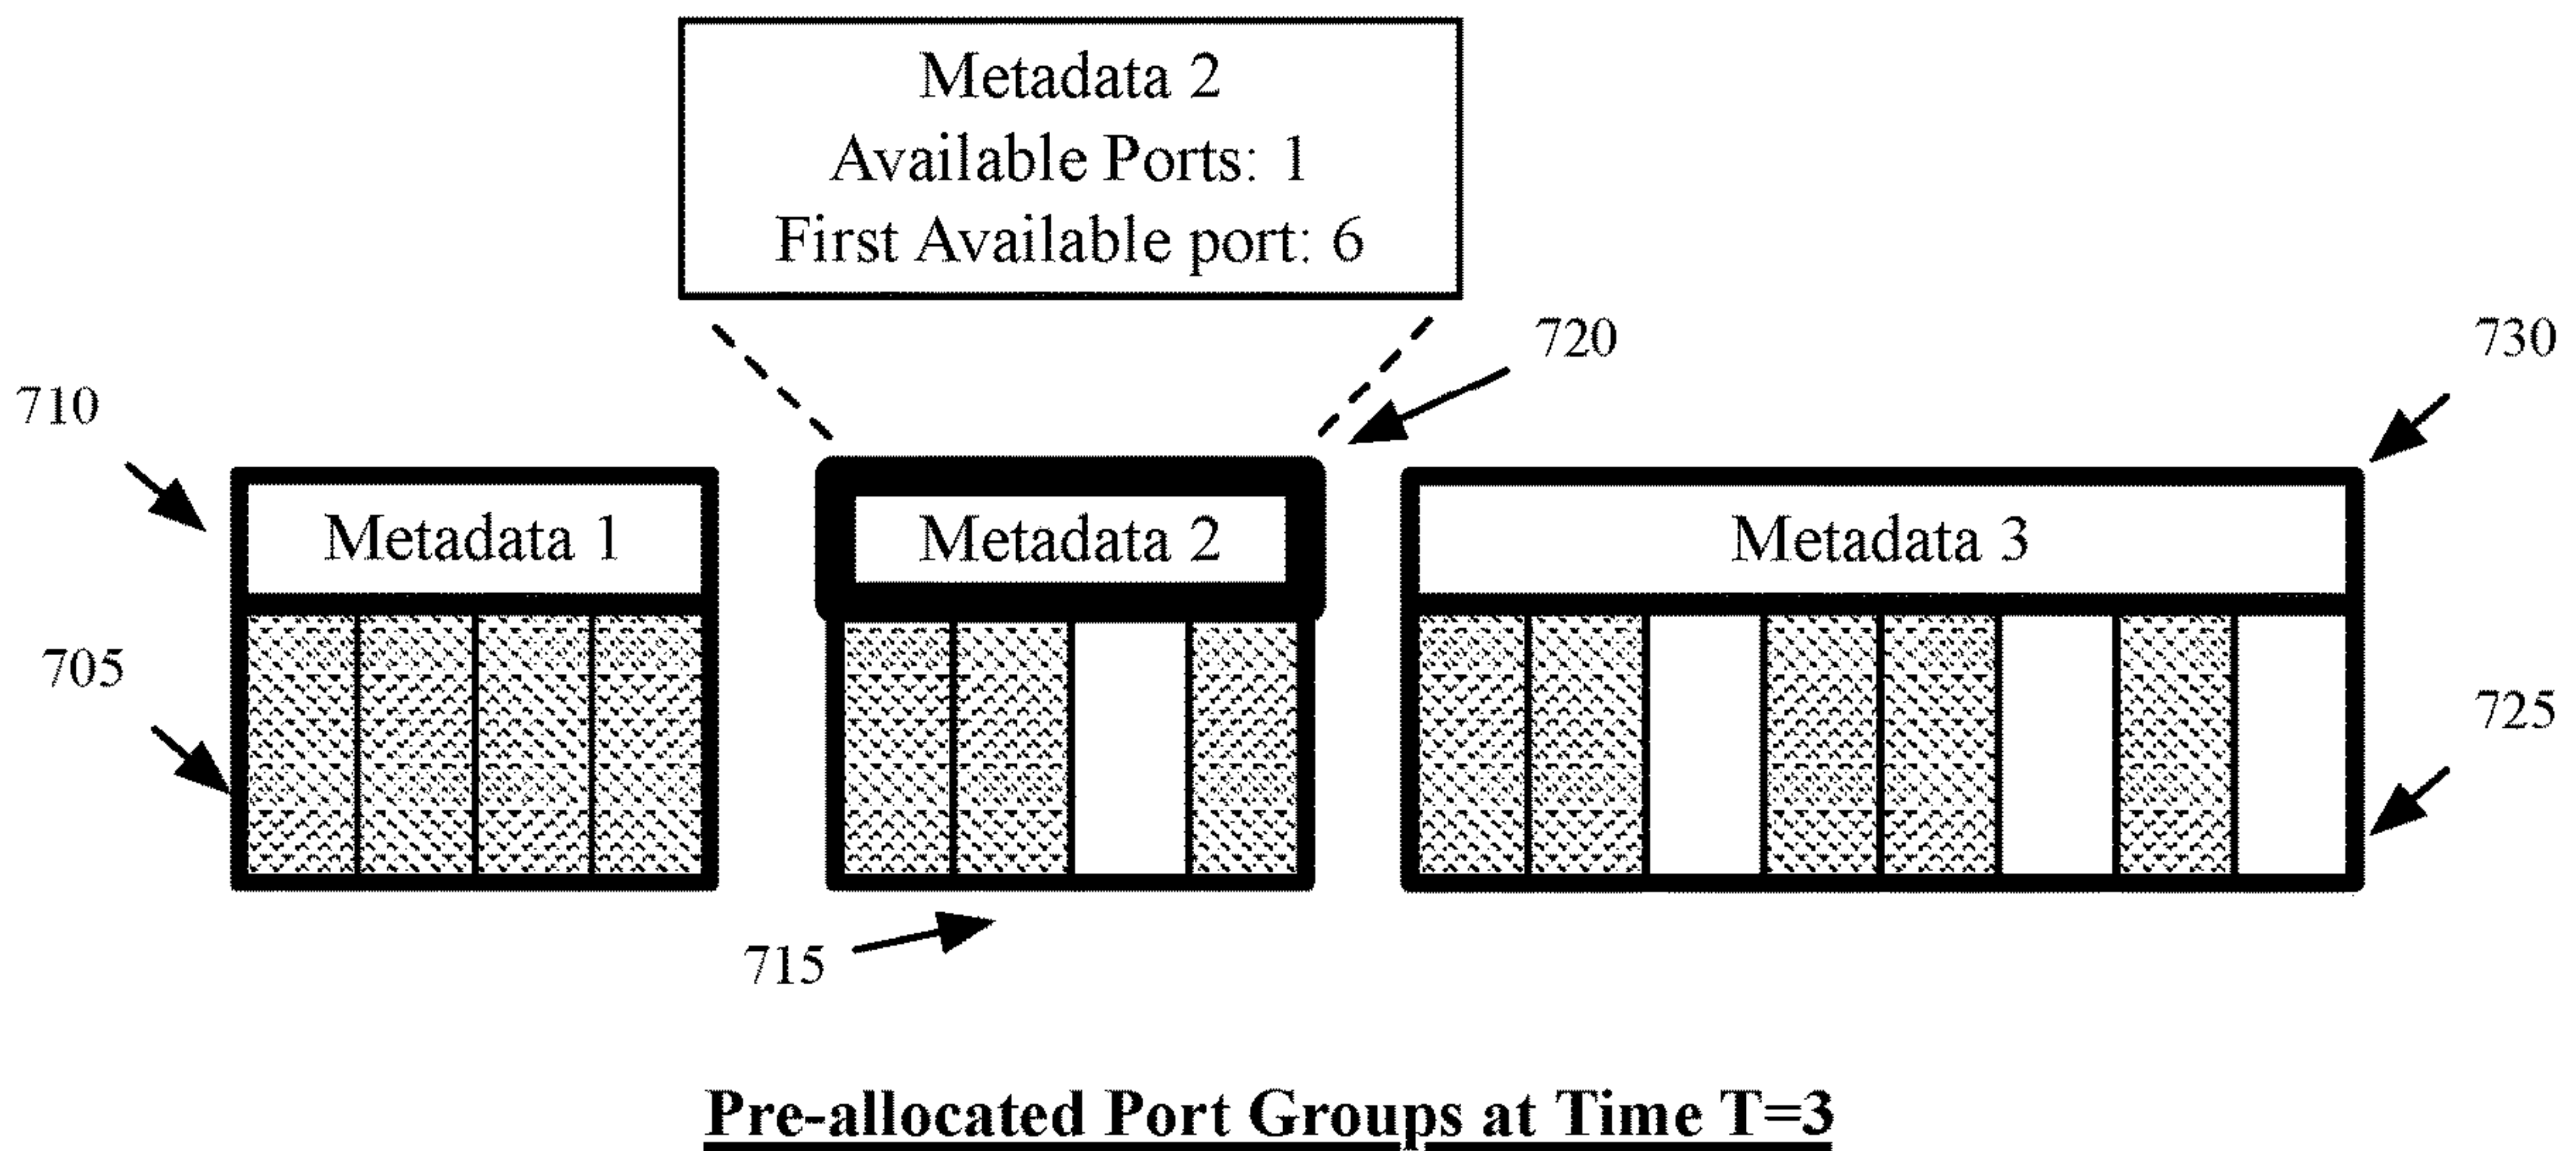 Metadata 2
Available Ports: 1
First Available port: 6
720
730
710
Metadata 1
Metadata 2
Metadata 3
705
725
715
Pre-allocated Port Groups at Time T=3